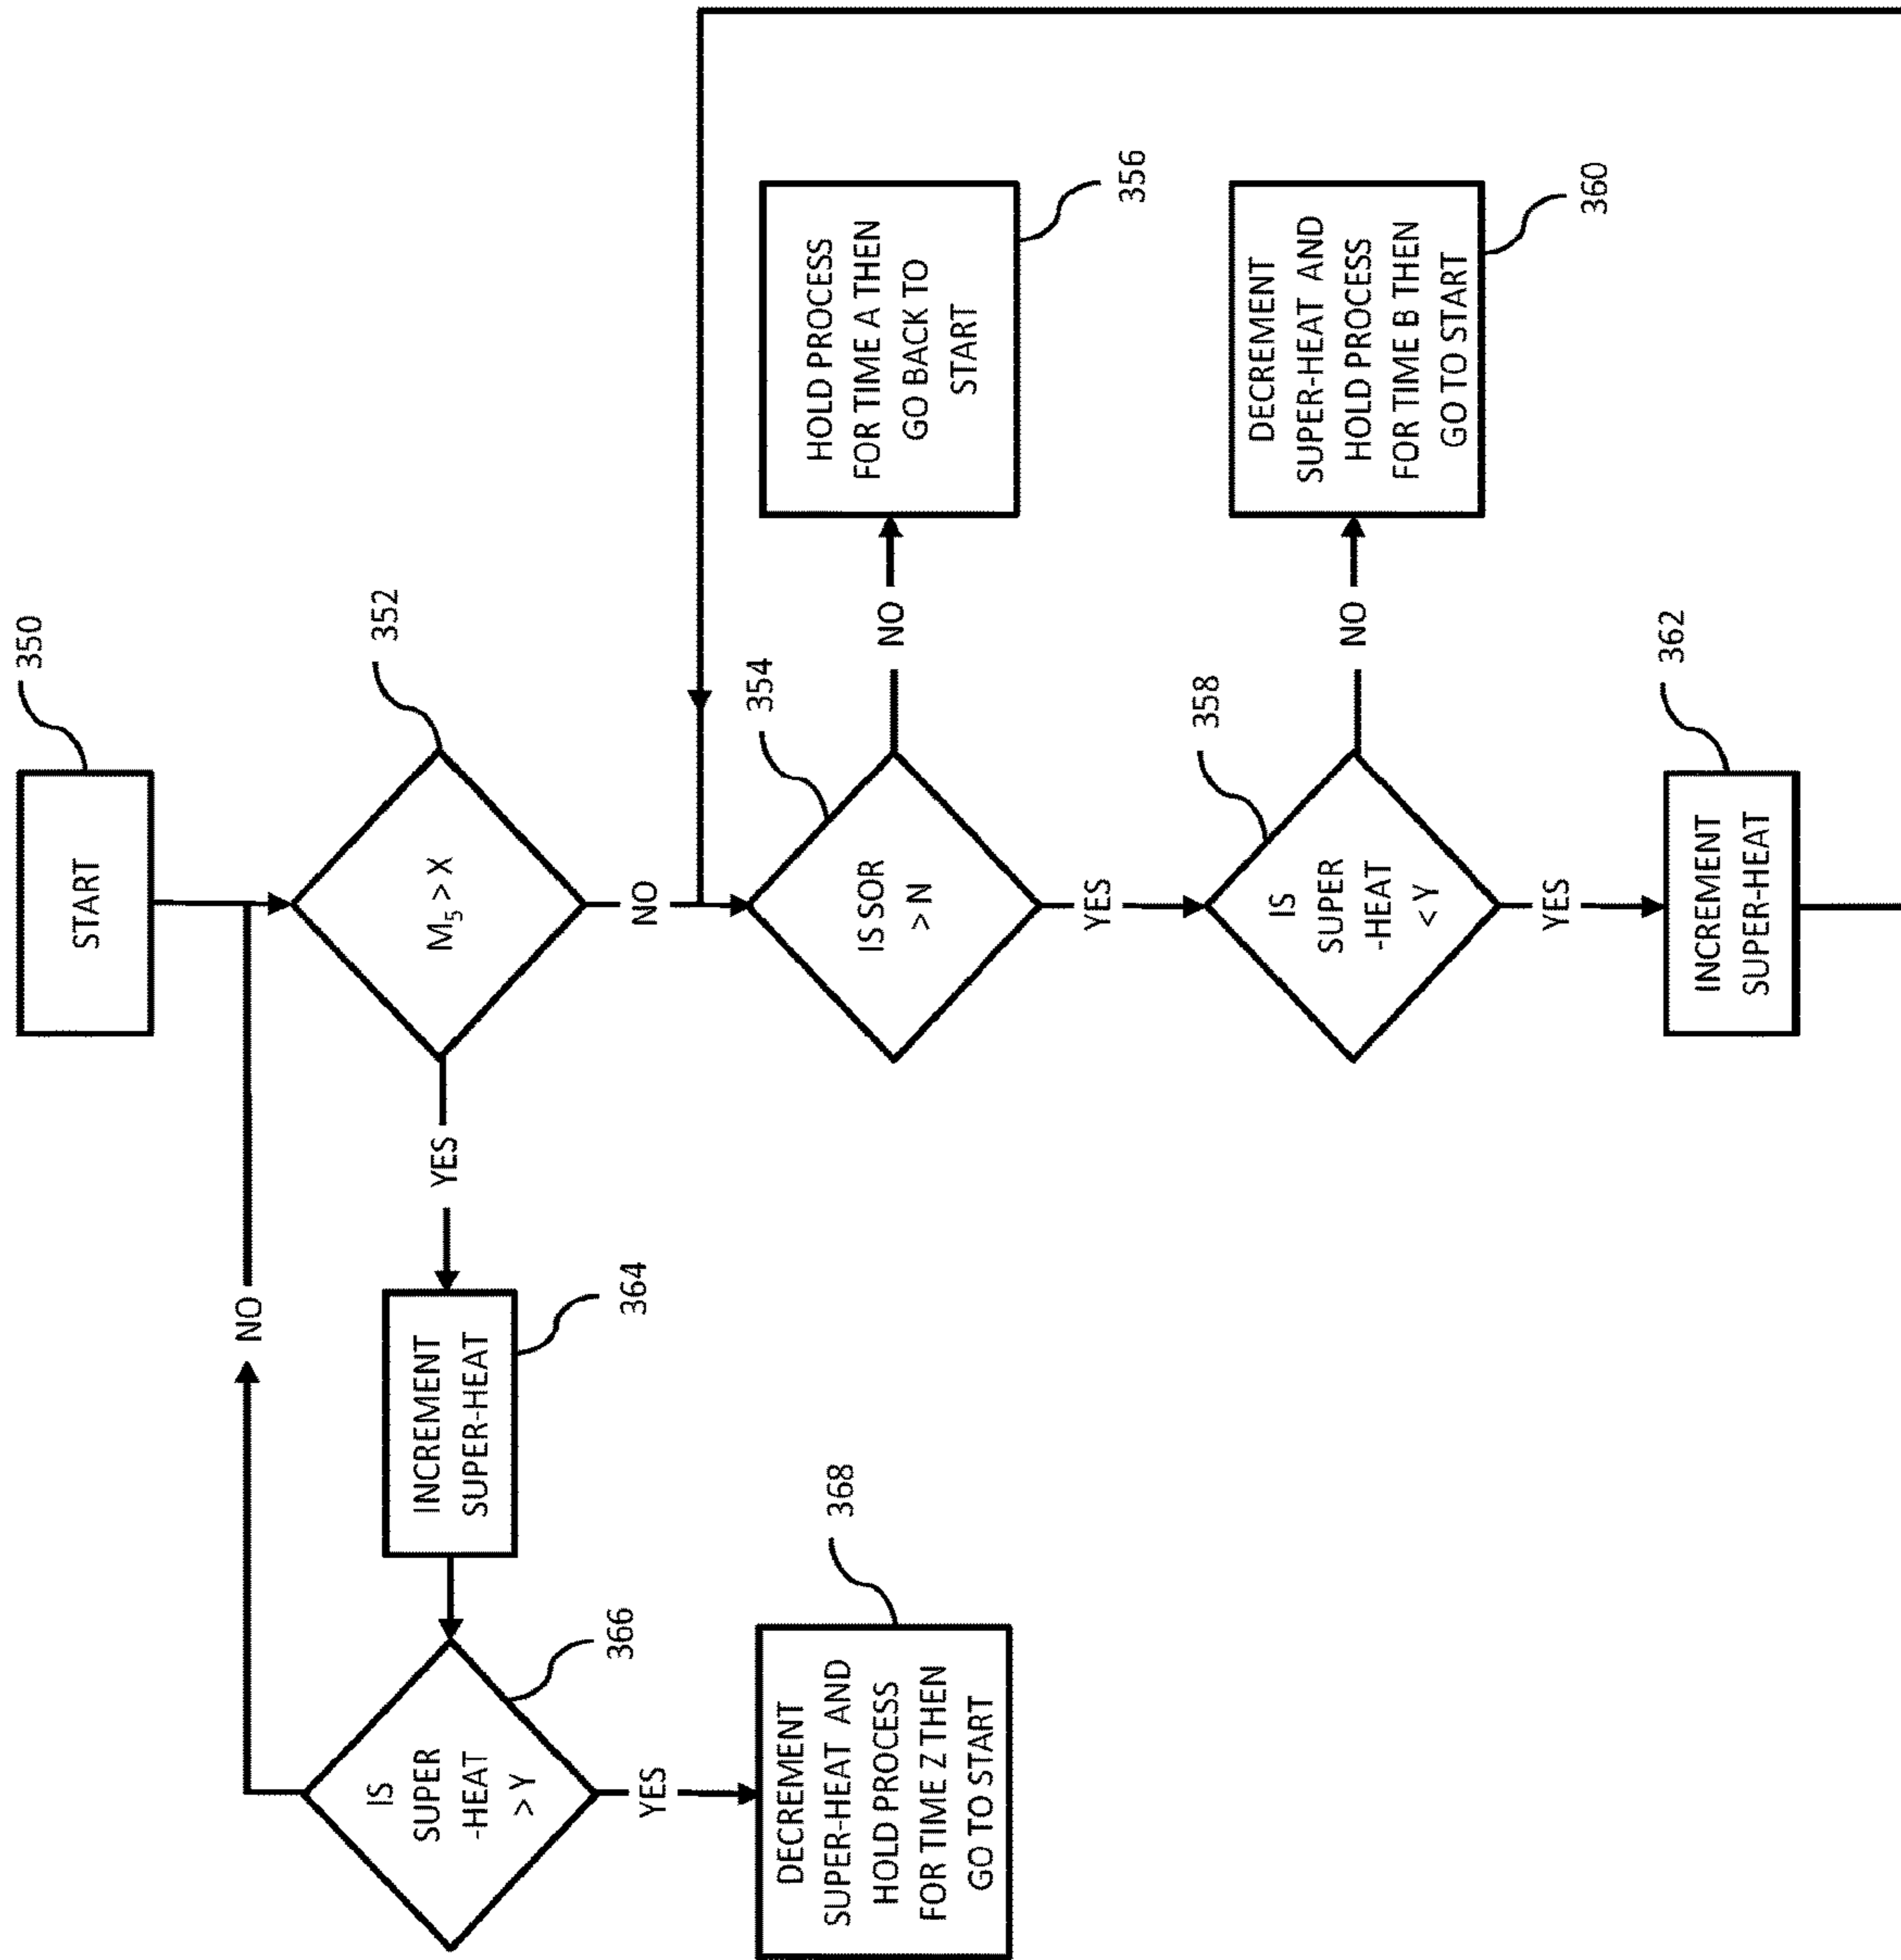 START
350
NO
M₅ > X
352
YES
NO
INCREMENT
SUPER-HEAT
364
IS
SUPER
-HEAT
> Y
366
YES
DECREMENT
SUPER-HEAT AND
HOLD PROCESS
FOR TIME Z THEN
GO TO START
368
IS SOR
> N
354
NO
HOLD PROCESS
FOR TIME A THEN
GO BACK TO
START
356
YES
IS
SUPER
-HEAT
< Y
358
NO
DECREMENT
SUPER-HEAT AND
HOLD PROCESS
FOR TIME B THEN
GO TO START
360
YES
INCREMENT
SUPER-HEAT
362